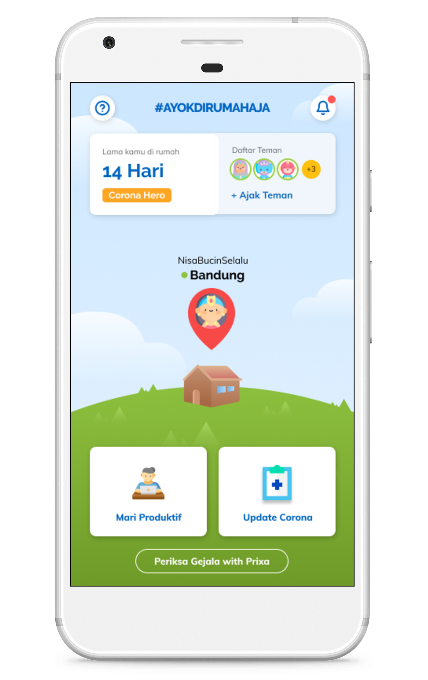 #AYOKDIRUMAHAJA
Lama kamu di rumah
14 Hari
Corona Hero
Daftar Teman
+3
+ Ajak Teman
NisaBucinSelalu
Bandung
Mari Produktif
Update Corona
Periksa Gejala with Prixa